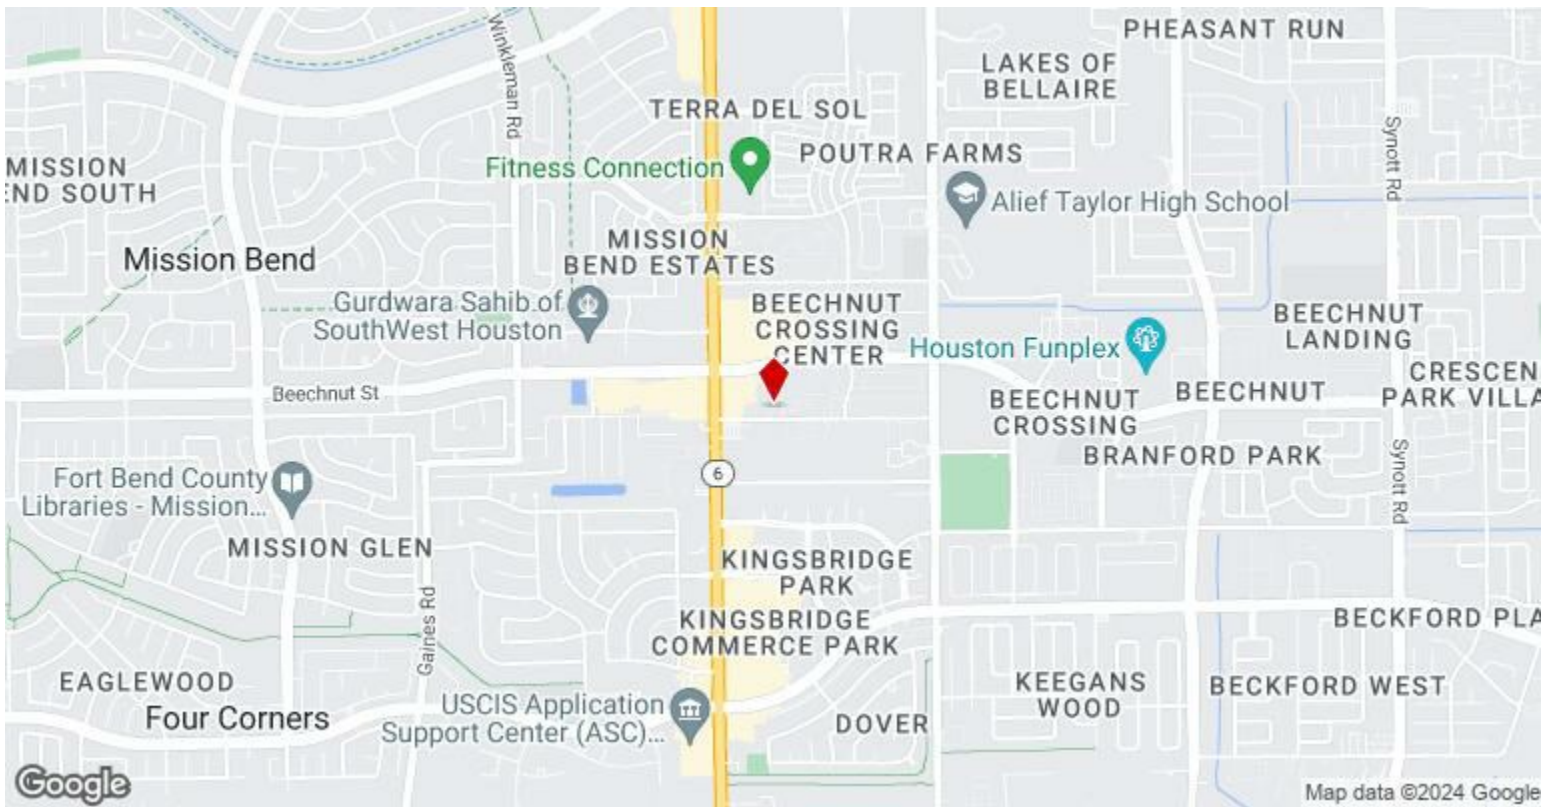 PHEASANT RUN
LAKES OF
BELLAIRE
Winkleman Rd
TERRA DEL SOL
Synott Rd
Fitness Connection
POUTRA FARMS
MISSION
END SOUTH
Alief Taylor High School
MISSION
BEND ESTATES
Mission Bend
Gurdwara Sahib of
SouthWest Houston
BEECHNUT
CROSSING
CENTER
BEECHNUT
LANDING
Houston Funplex
Beechnut St
BEECHNUT
CROSSING
BEECHNUT
CRESCEN
PARK VILLA
BRANFORD PARK
6
Fort Bend County
Libraries - Mission...
Synott Rd
MISSION GLEN
KINGSBRIDGE
PARK
Gaines Rd
KINGSBRIDGE
COMMERCE PARK
BECKFORD PLA
EAGLEWOOD
Four Corners
USCIS Application
Support Center (ASC)...
KEEGANS
WOOD
BECKFORD WEST
DOVER
Google
Map data ©2024 Google